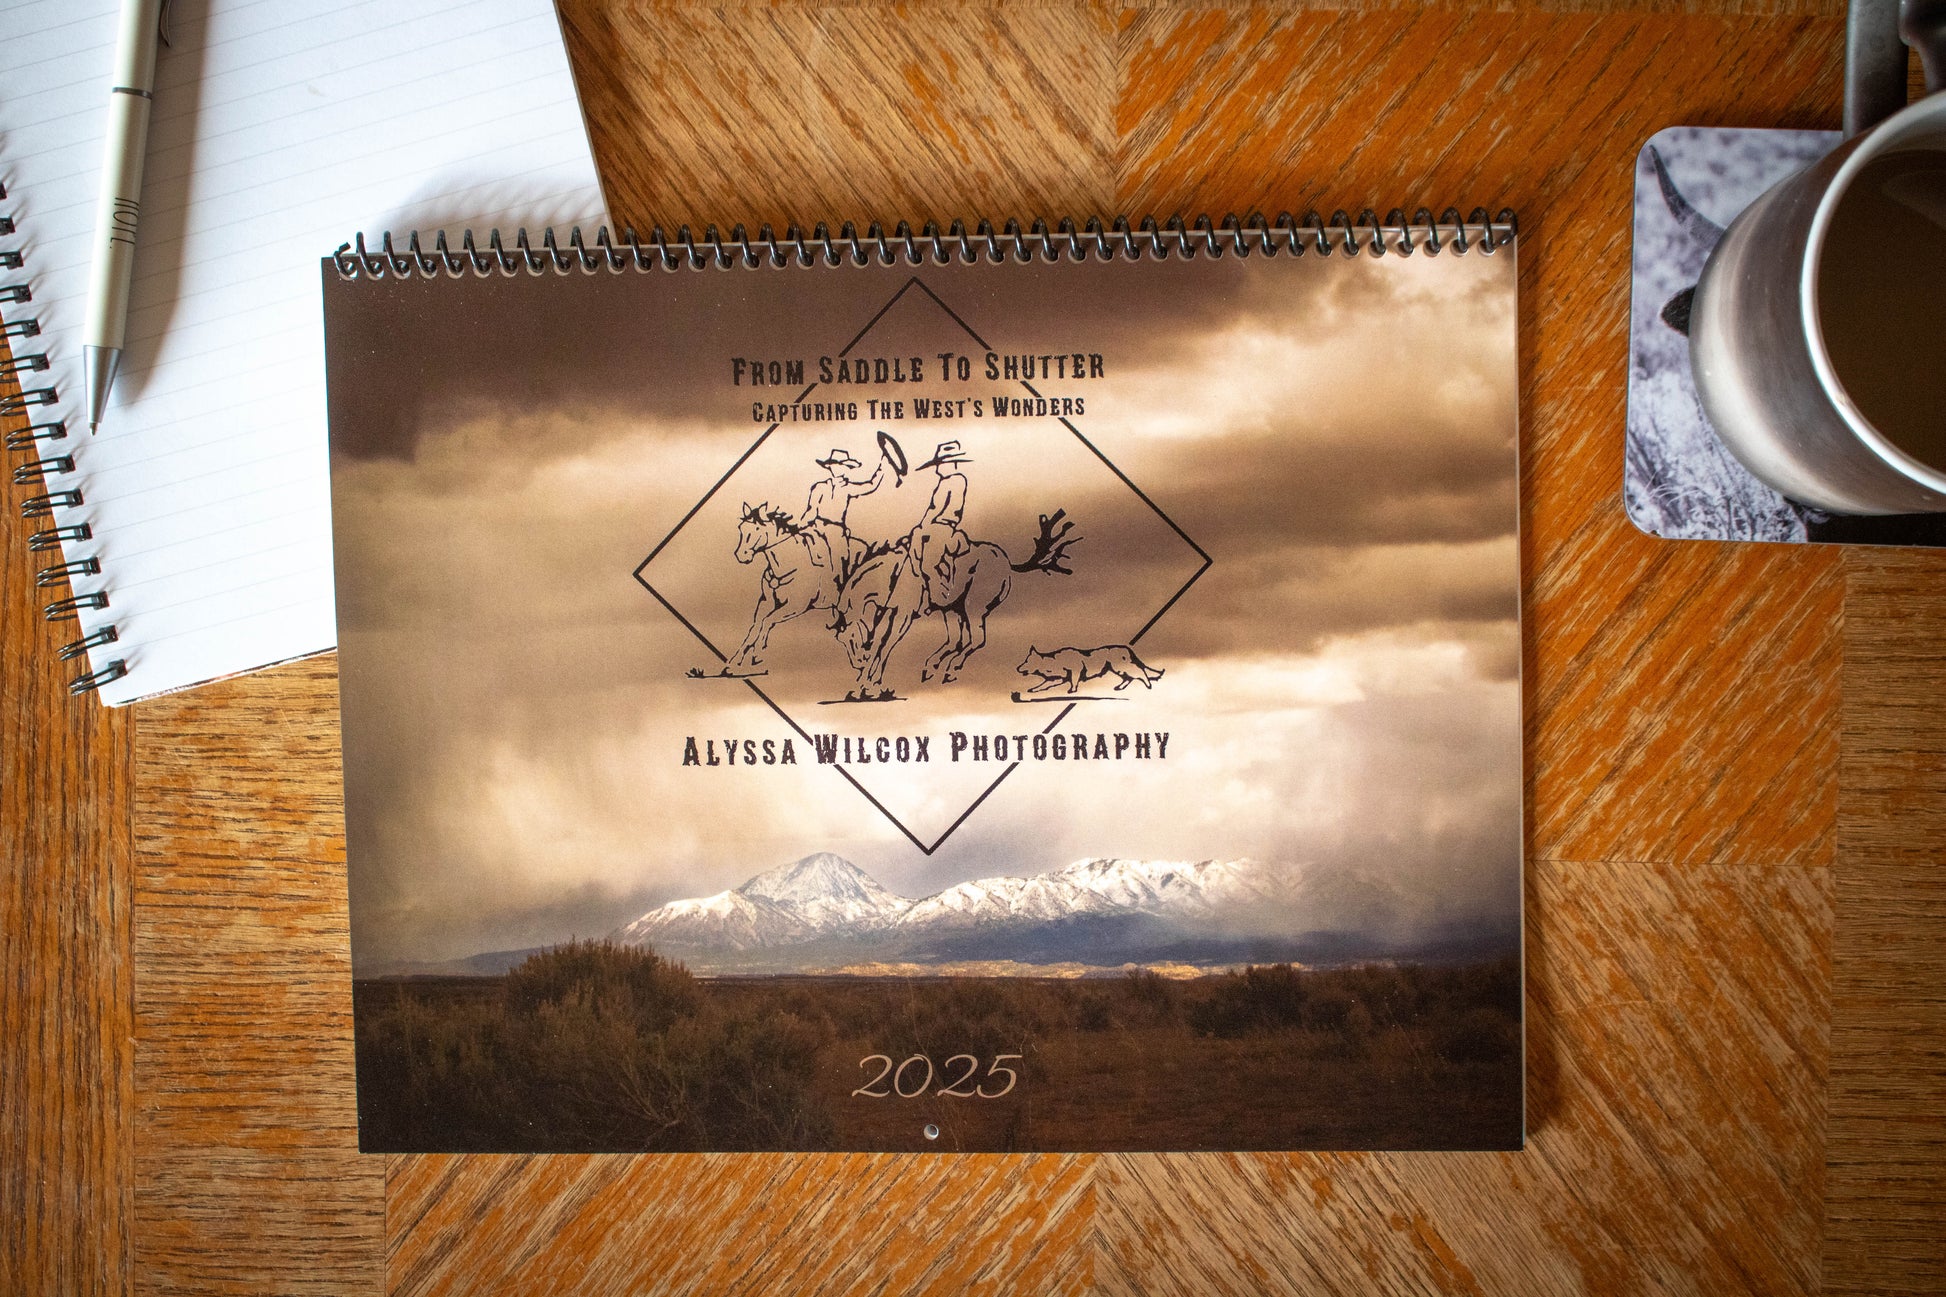 From Saddle To Shutter
Capturing The West's Wonders
Alyssa Wilcox Photography
2025